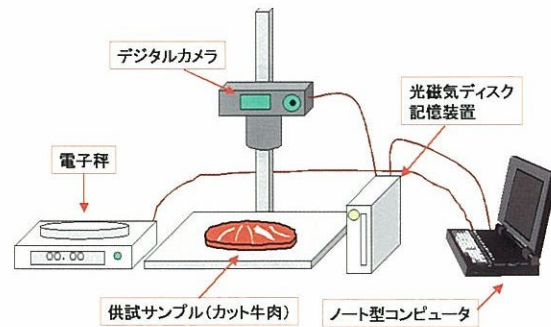 デジタルカメラ
光磁気ディスク
記憶装置
電子秤
00.00
供試サンプル(カット牛肉)
ノート型コンピュータ